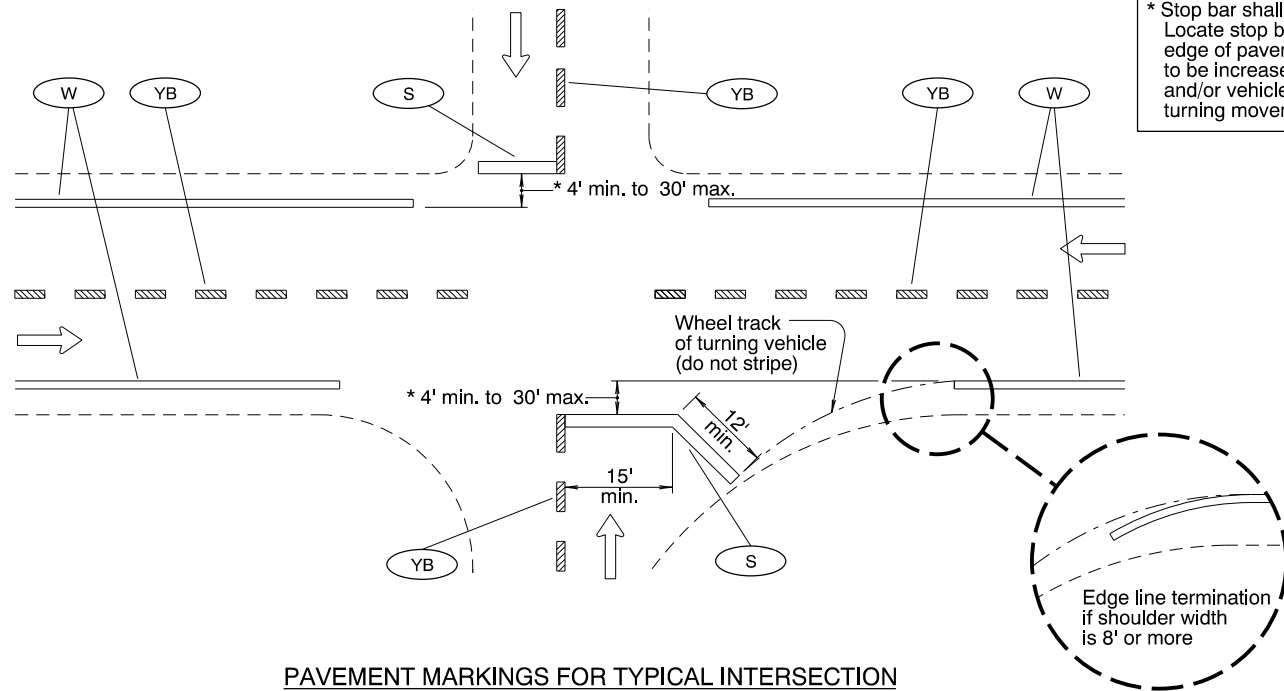 * Stop bar shall
Locate stop b
edge of paver
to be increase
and/or vehicle
turning mover
W
YB
S
YB
YB
W
* 4' min. to 30' max.
Wheel track
of turning vehicle
(do not stripe)
* 4' min. to 30' max.
12'
min.
15'
min.
YB
S
Edge line termination
if shoulder width
is 8' or more
PAVEMENT MARKINGS FOR TYPICAL INTERSECTION